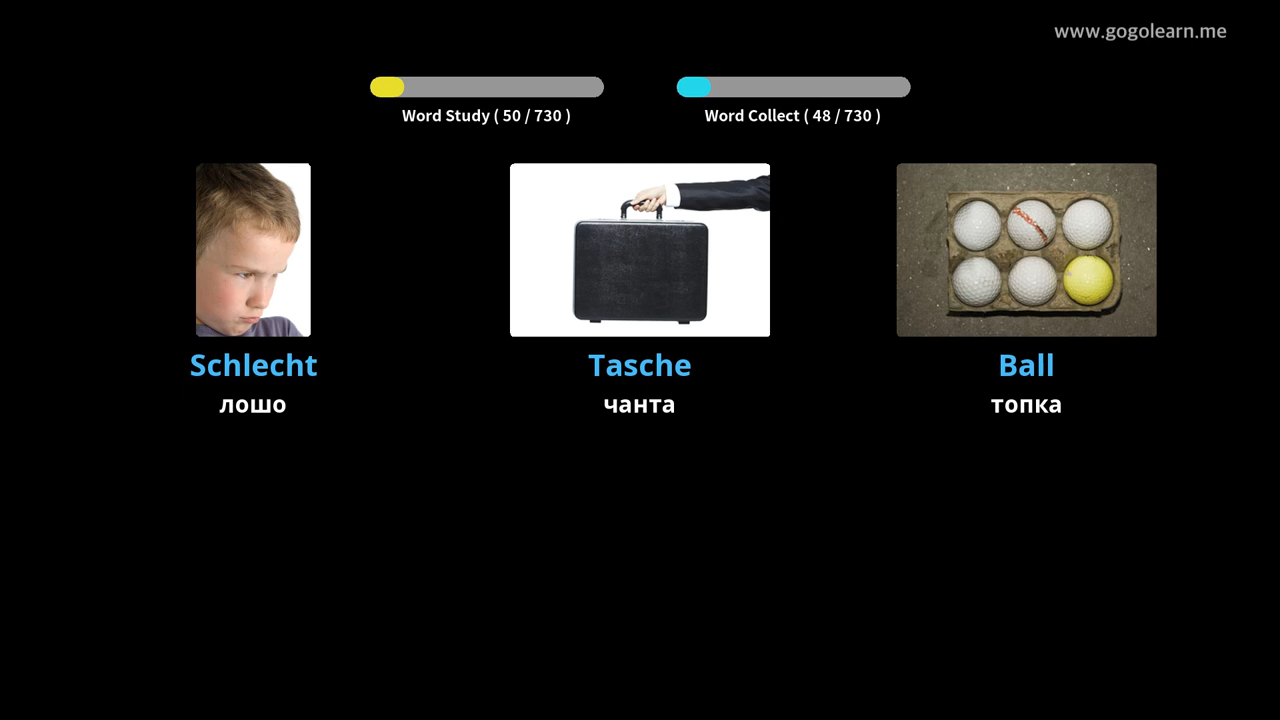 www.gogolearn.me
Word Study ( 50 / 730 )
Word Collect ( 48 / 730 )
Schlecht
лошо
Tasche
чанта
Ball
топка